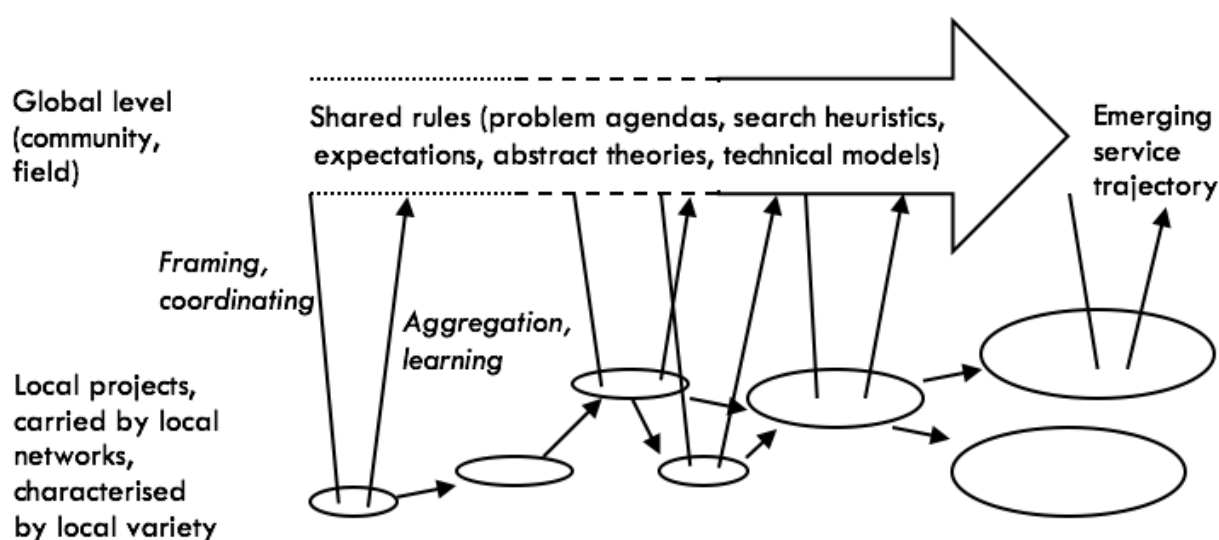 Global level
(community,
field)
Shared rules (problem agendas, search heuristics,
expectations, abstract theories, technical models)
Emerging
service
trajectory
Framing,
coordinating
Aggregation,
learning
Local projects,
carried by local
networks,
characterised
by local variety